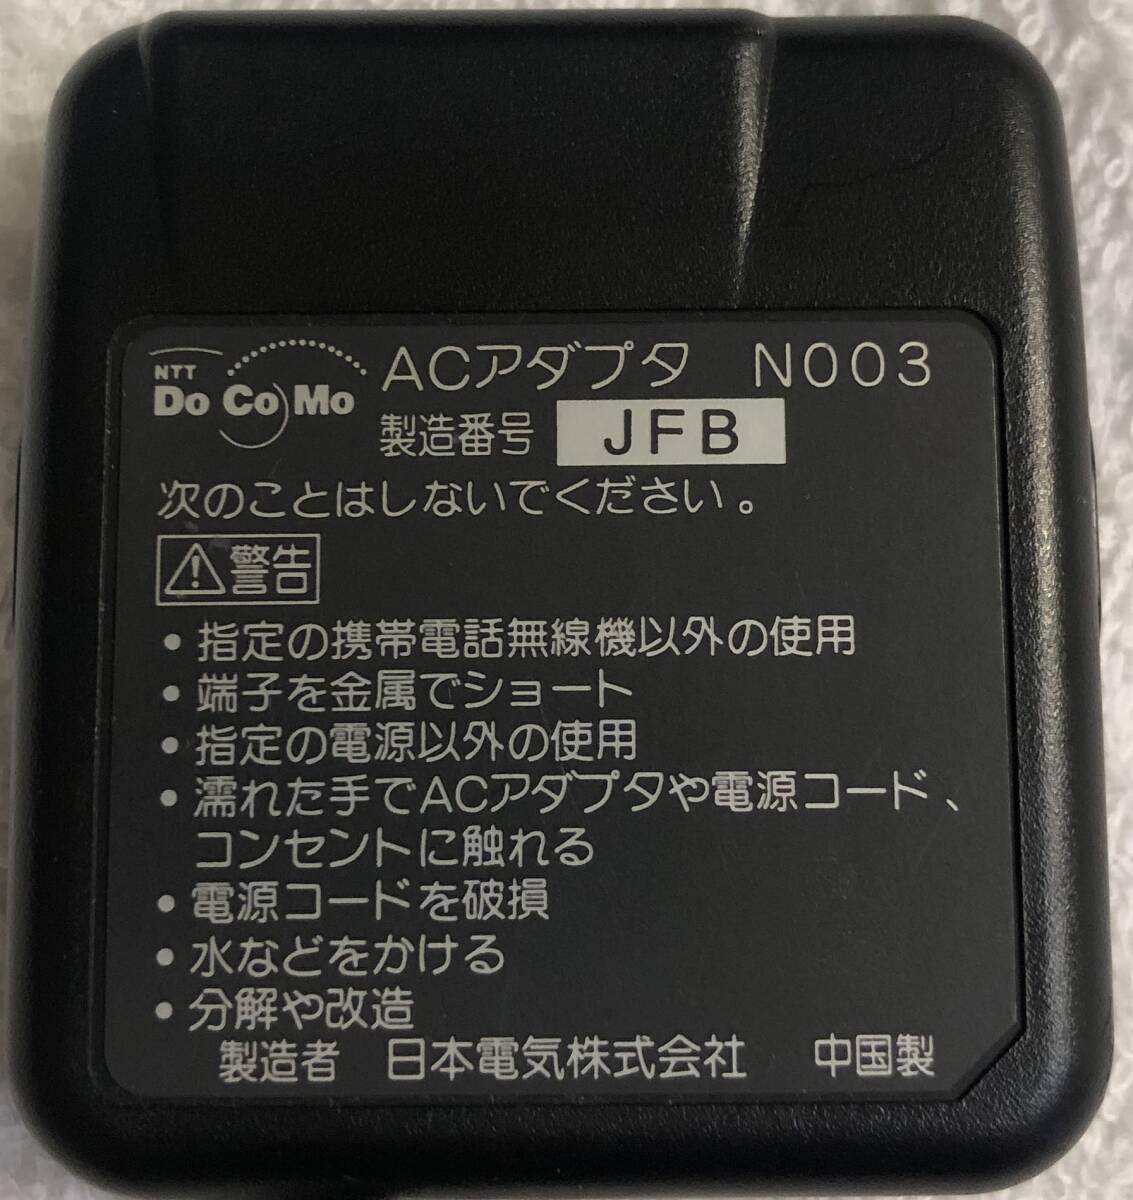 NTT
DoCoMo ACアダプタ N003
製造番号 JFB
次のことはしないでください。
⚠警告
・指定の携帯電話無線機以外の使用
・端子を金属でショート
・指定の電源以外の使用
・濡れた手でACアダプタや電源コード、
コンセントに触れる
・電源コードを破損
・水などをかける
・分解や改造
製造者 日本電気株式会社 中国製